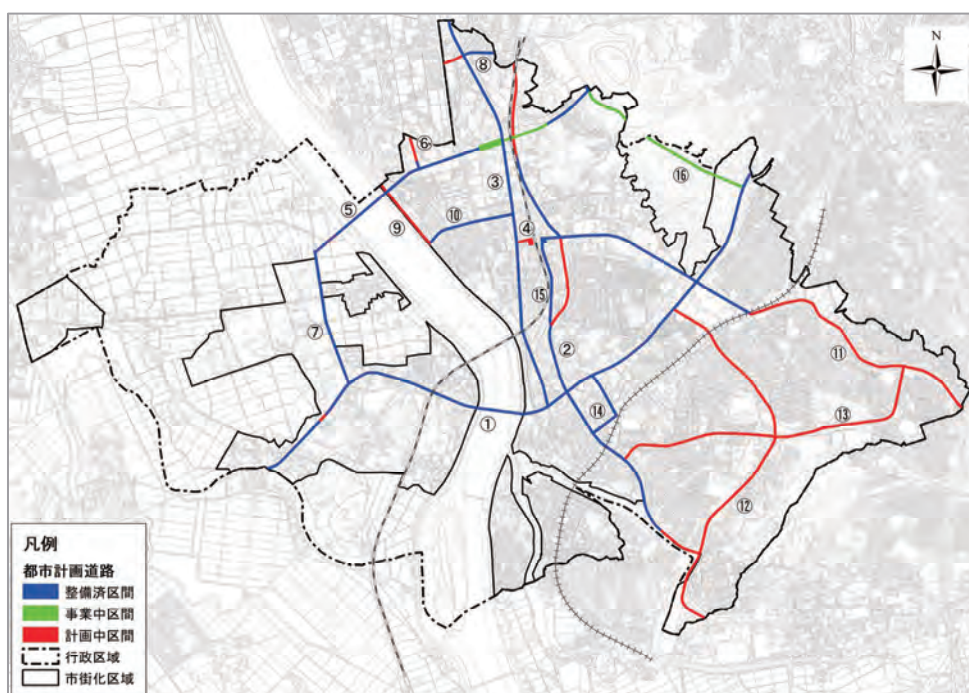 N
⑧
⑥
③
⑯
⑤
⑩
⑨
④
⑮
⑦
②
⑪
⑭
⑬
①
⑫
凡例
都市計画道路
整備済区間
事業中区間
計画中区間
行政区域
市街化区域